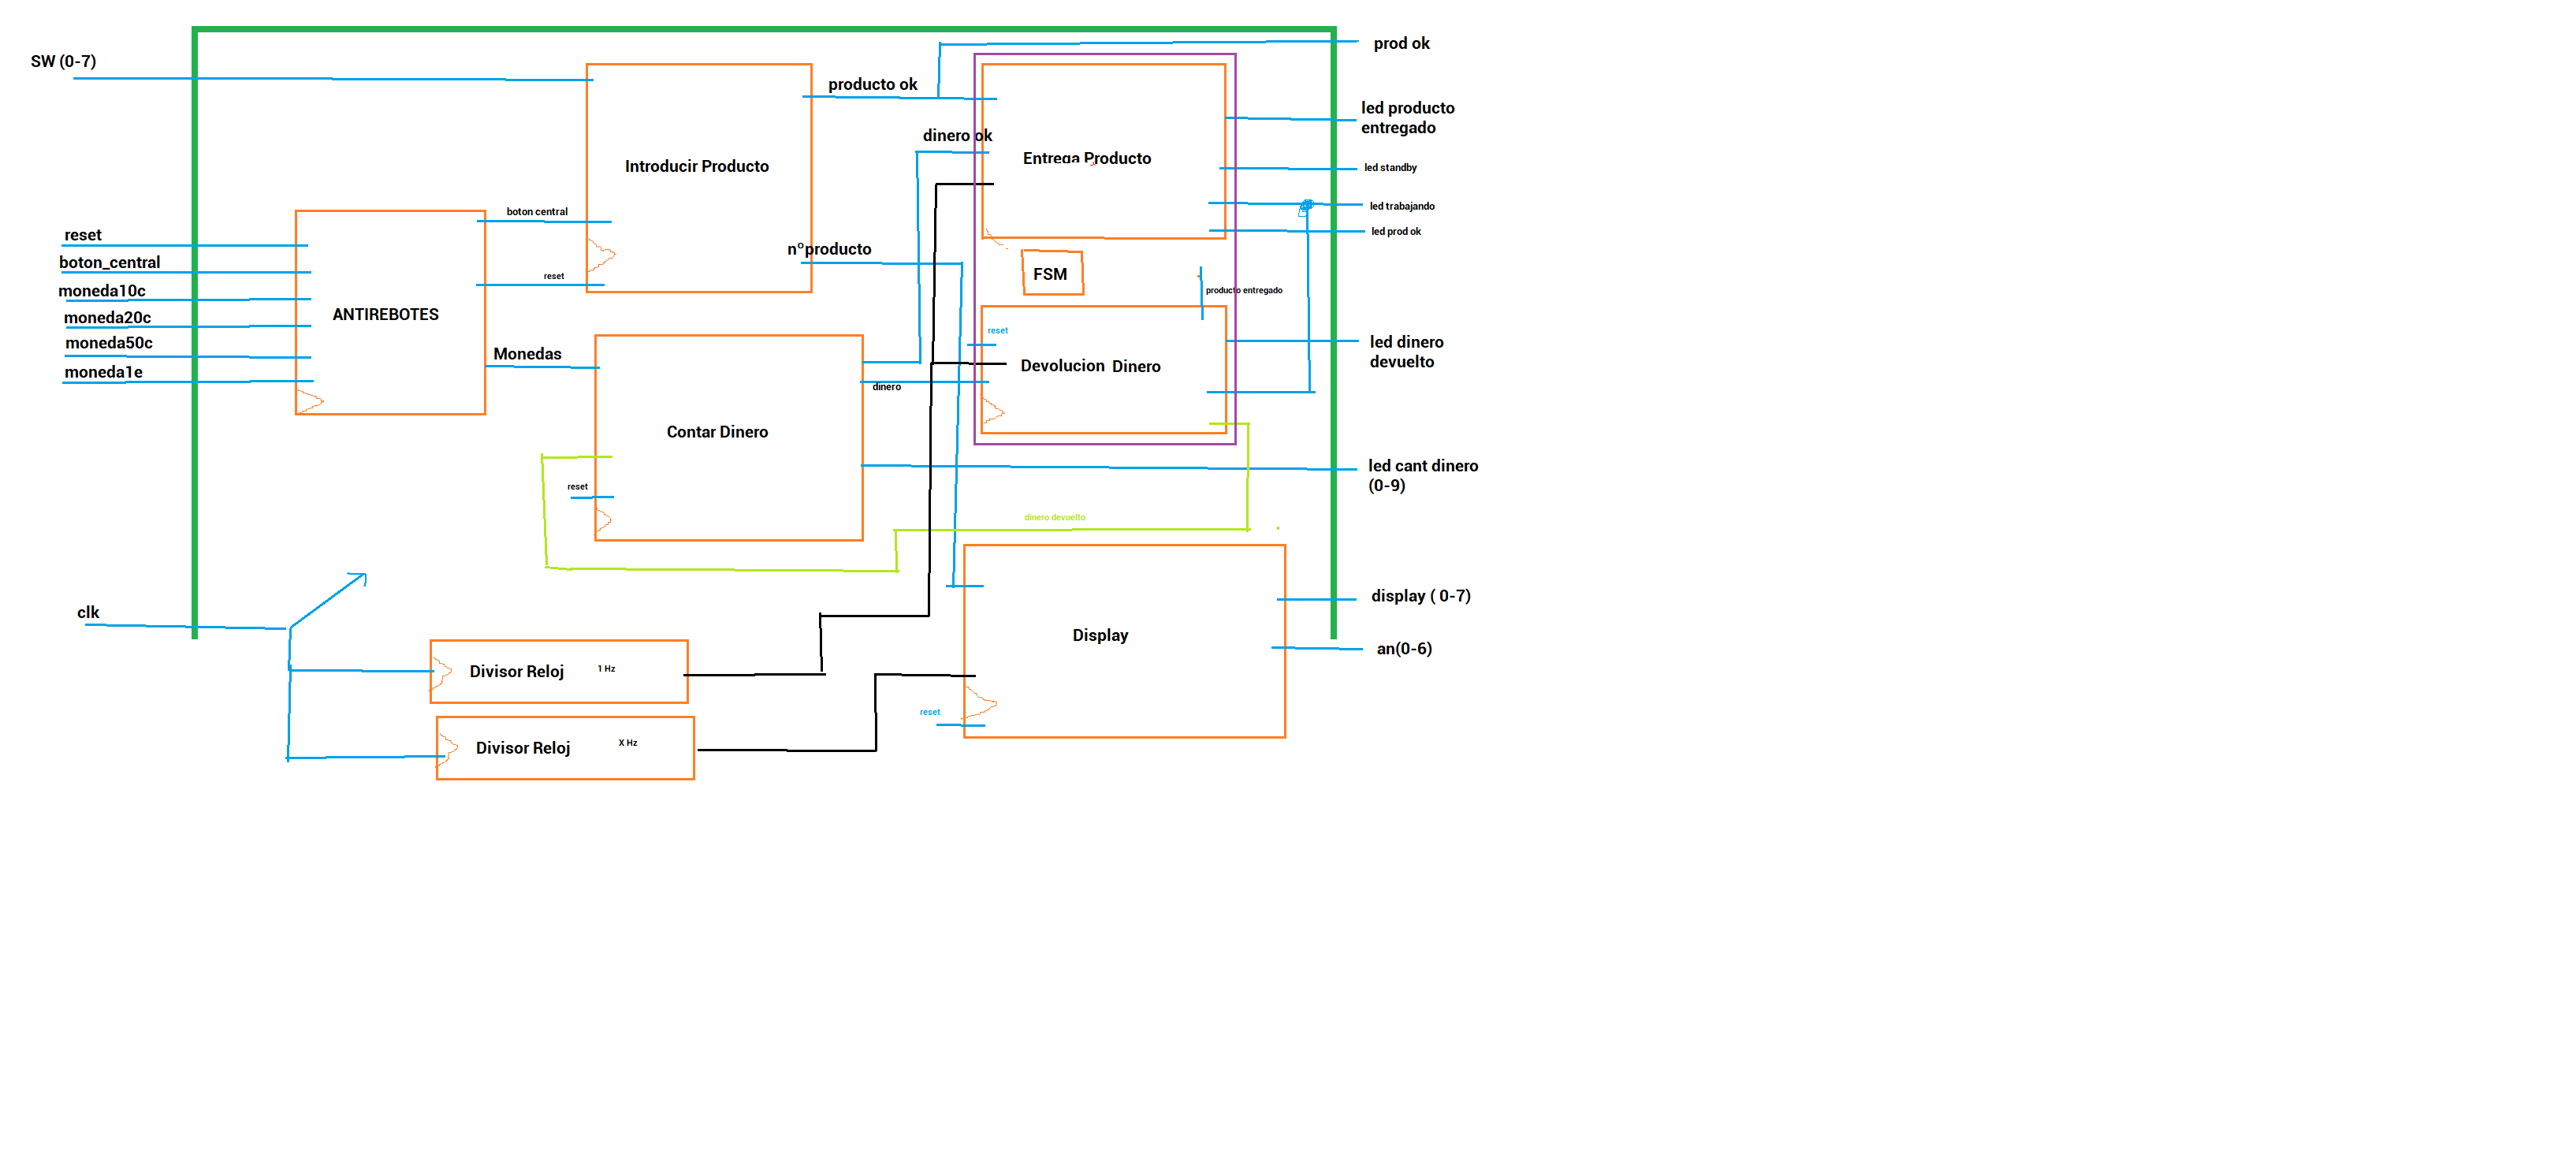 SW (0-7)
reset
boton_central
moneda10c
moneda20c
moneda50c
moneda1e
clk
ANTIREBOTES
boton central
reset
Monedas
Introducir Producto
producto ok
nºproducto
dinero ok
Contar Dinero
dinero
reset
Entrega Producto
FSM
producto entregado
reset
Devolucion Dinero
dinero devuelto
Divisor Reloj 1 Hz
Divisor Reloj X Hz
Display
reset
prod ok
led producto
entregado
led standby
led trabajando
led prod ok
led dinero
devuelto
led cant dinero
(0-9)
display ( 0-7)
an(0-6)